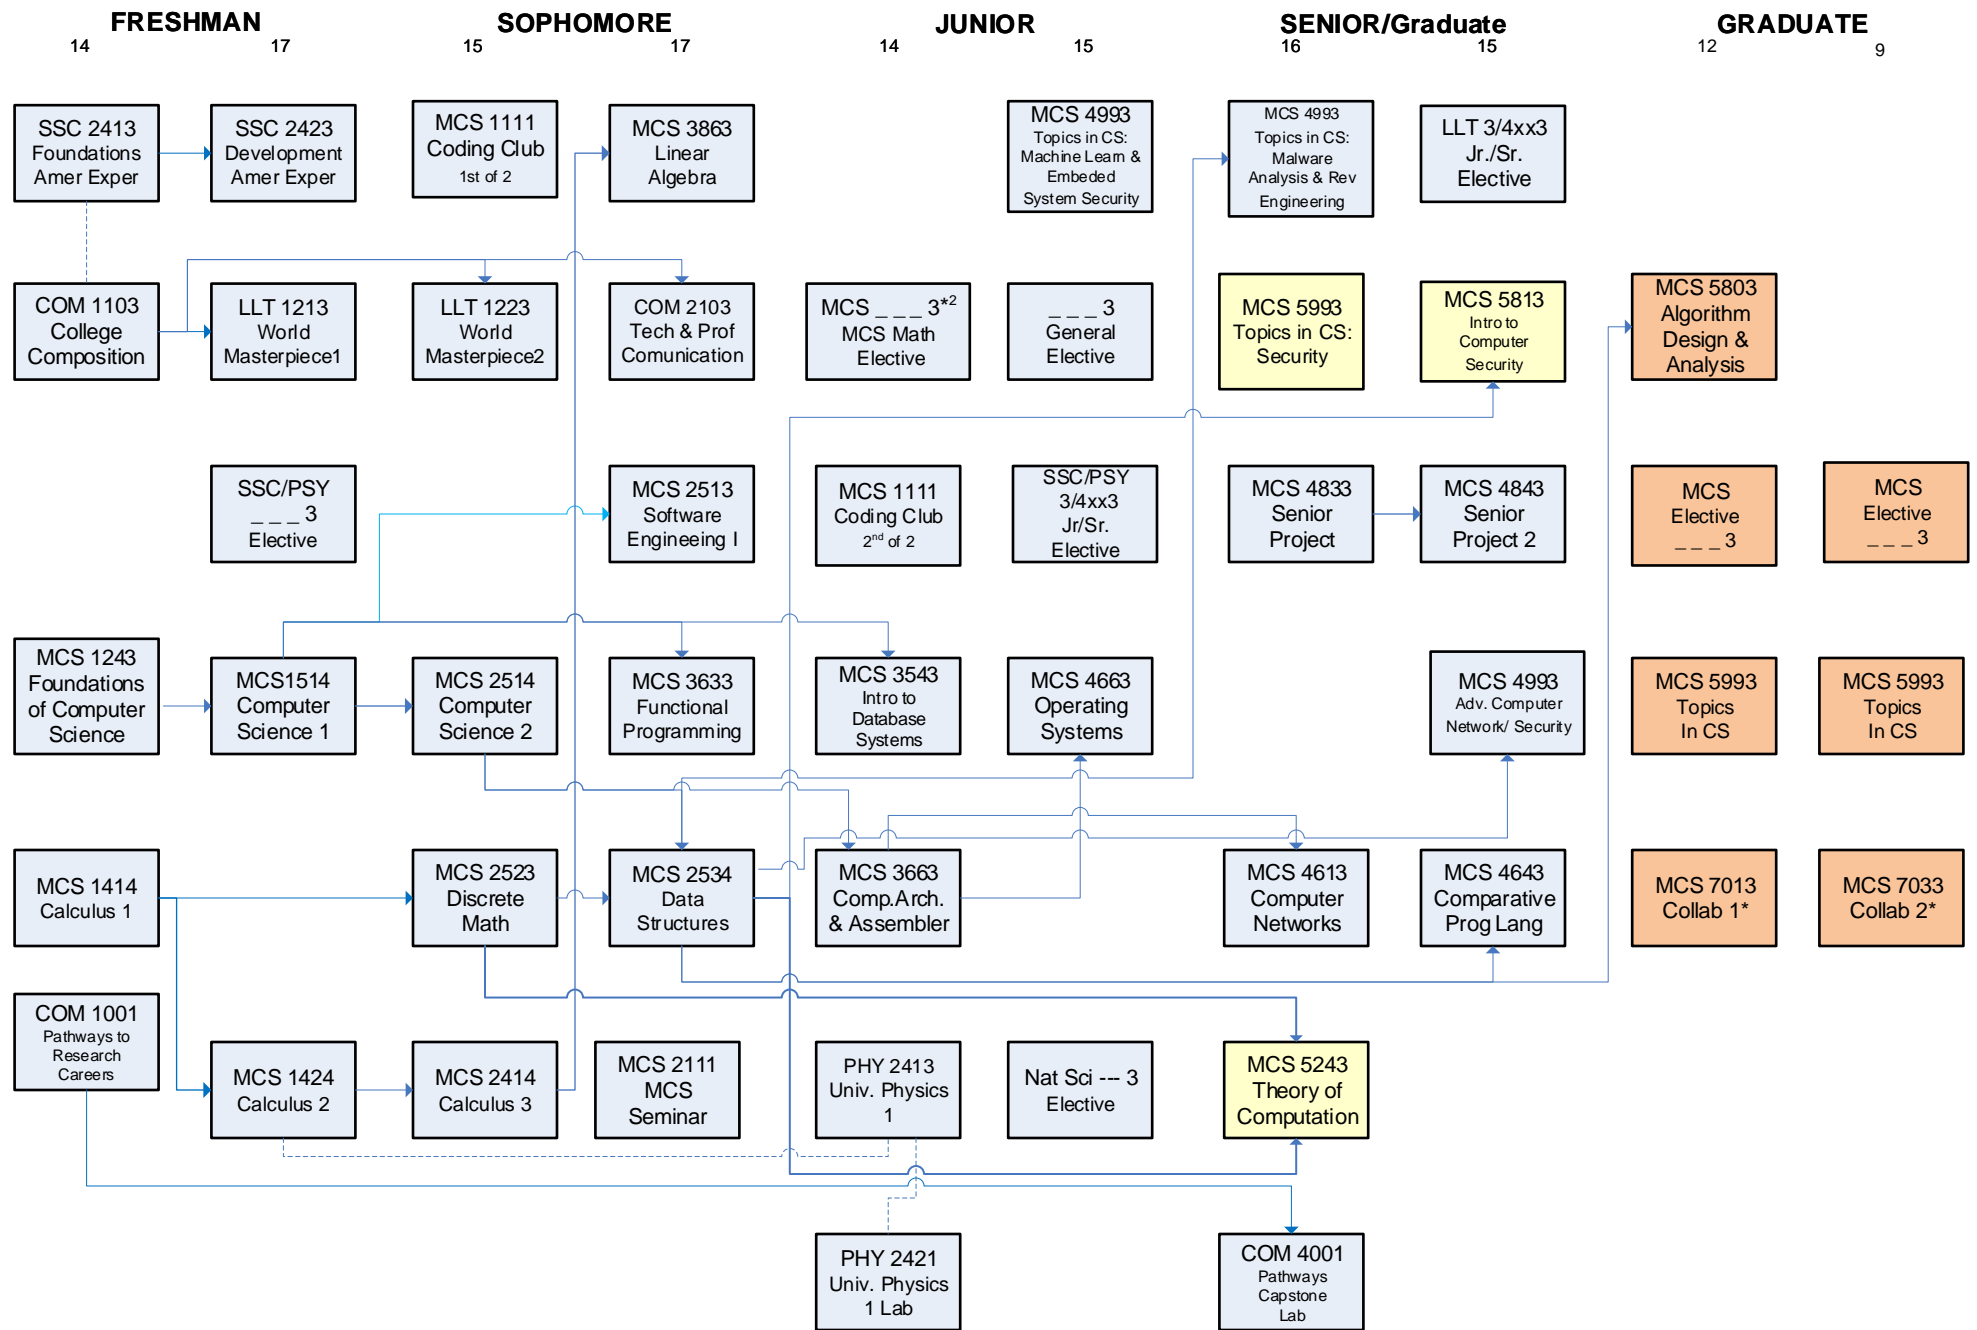 FRESHMAN
SOPHOMORE
JUNIOR
SENIOR/Graduate
GRADUATE
14
17
15
17
14
15
16
15
12
9
SSC 2413
Foundations
Amer Exper
SSC 2423
Development
Amer Exper
MCS 1111
Coding Club
1st of 2
MCS 3863
Linear
Algebra
MCS 4993
Topics in CS:
Machine Learn &
Embeded
System Security
MCS 4993
Topics in CS:
Malware
Analysis & Rev
Engineering
LLT 3/4xx3
Jr./Sr.
Elective
COM 1103
College
Composition
LLT 1213
World
Masterpiece1
LLT 1223
World
Masterpiece2
COM 2103
Tech & Prof
Comunication
MCS _ _ _ 3*2
MCS Math
Elective
_ _ _ 3
General
Elective
MCS 5993
Topics in CS:
Security
MCS 5813
Intro to
Computer
Security
MCS 5803
Algorithm
Design &
Analysis
SSC/PSY
_ _ _ 3
Elective
MCS 2513
Software
Engineeing I
MCS 1111
Coding Club
2nd of 2
SSC/PSY
3/4xx3
Jr/Sr.
Elective
MCS 4833
Senior
Project
MCS 4843
Senior
Project 2
MCS
Elective
_ _ _ 3
MCS
Elective
_ _ _ 3
MCS 1243
Foundations
of Computer
Science
MCS1514
Computer
Science 1
MCS 2514
Computer
Science 2
MCS 3633
Functional
Programming
MCS 3543
Intro to
Database
Systems
MCS 4663
Operating
Systems
MCS 4993
Adv. Computer
Network/ Security
MCS 5993
Topics
In CS
MCS 5993
Topics
In CS
MCS 1414
Calculus 1
MCS 2523
Discrete
Math
MCS 2534
Data
Structures
MCS 3663
Comp.Arch.
& Assembler
MCS 4613
Computer
Networks
MCS 4643
Comparative
Prog Lang
MCS 7013
Collab 1*
MCS 7033
Collab 2*
COM 1001
Pathways to
Research
Careers
MCS 1424
Calculus 2
MCS 2414
Calculus 3
MCS 2111
MCS
Seminar
PHY 2413
Univ. Physics
1
Nat Sci --- 3
Elective
MCS 5243
Theory of
Computation
PHY 2421
Univ. Physics
1 Lab
COM 4001
Pathways
Capstone
Lab